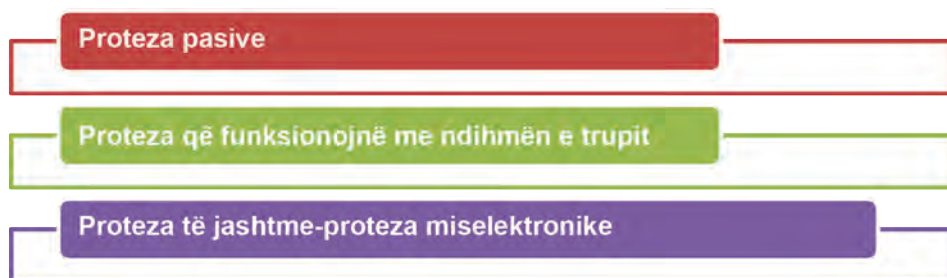 Proteza pasive
Proteza që funksionojnë me ndihmën e trupit
Proteza të jashtme-proteza miselektronike